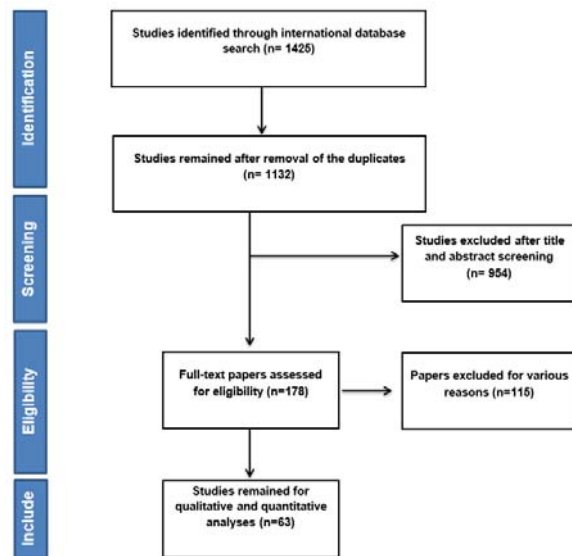 Identification
Studies identified through international database
search (n= 1425)
Studies remained after removal of the duplicates
(n= 1132)
Screening
Studies excluded after title
and abstract screening
(n= 954)
Eligibility
Full-text papers assessed
for eligibility (n=178)
Papers excluded for various
reasons (n=115)
Include
Studies remained for
qualitative and quantitative
analyses (n=63)